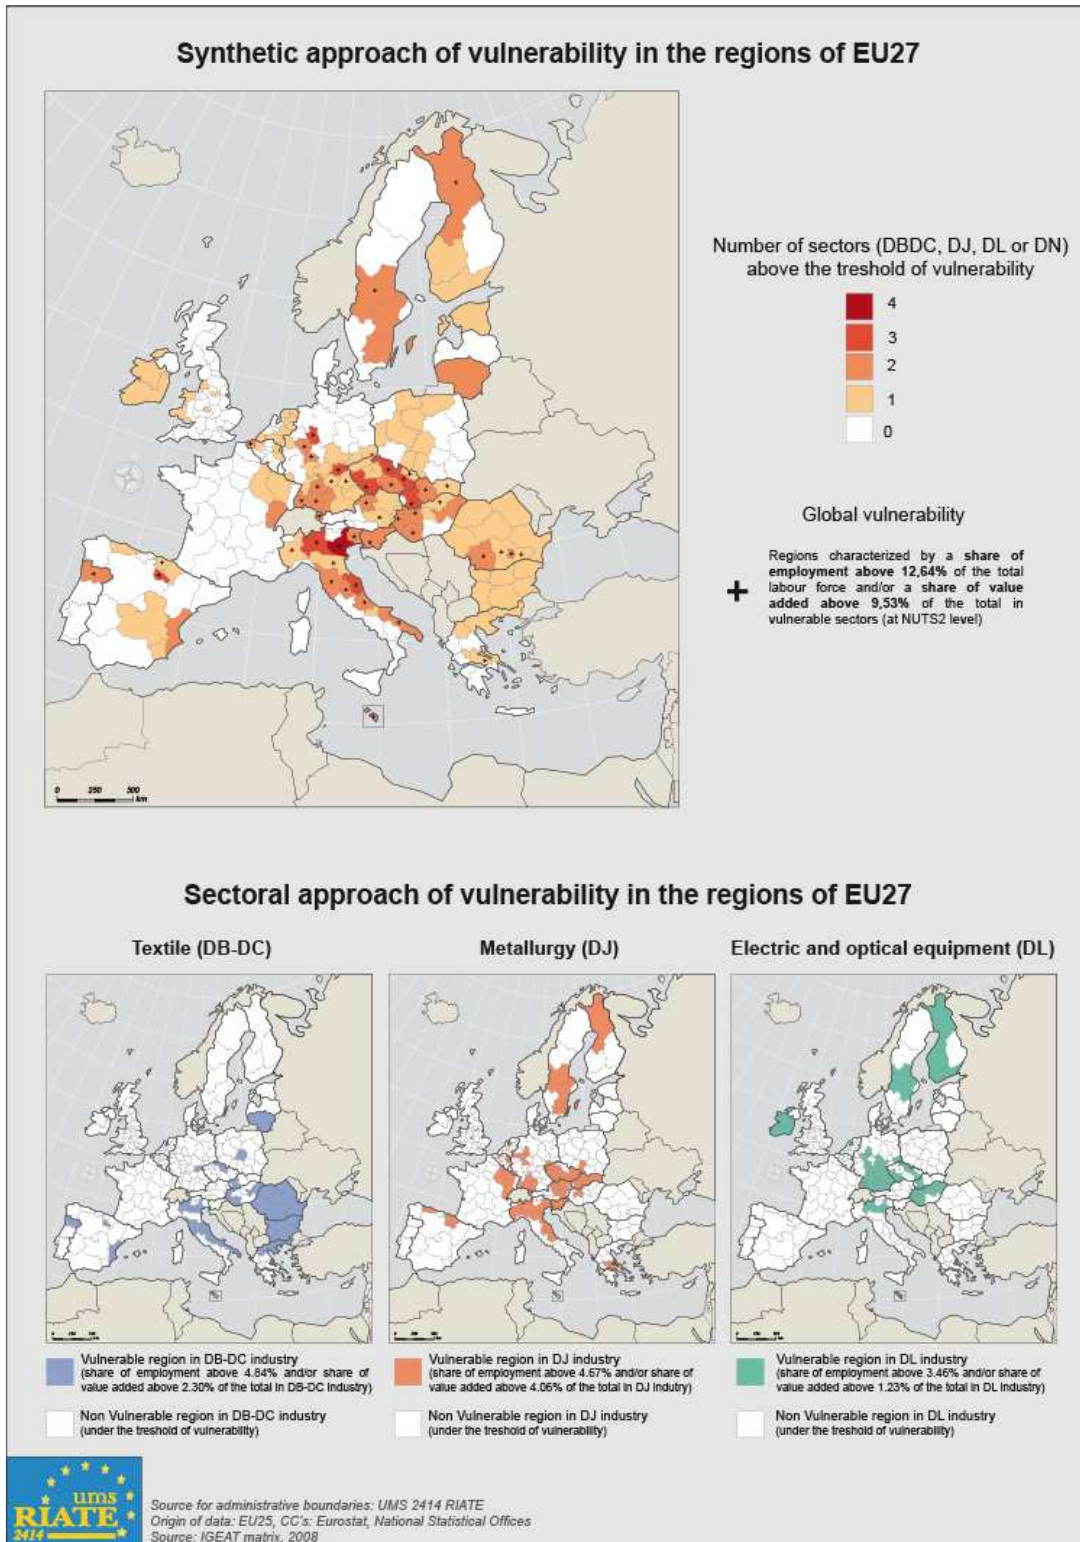 Synthetic approach of vulnerability in the regions of EU27
Number of sectors (DBDC, DJ, DL or DN)
above the treshold of vulnerability
4
3
2
1
0
Global vulnerability
Regions characterized by a share of
employment above 12,64% of the total
labour force and/or a share of value
added above 9,53% of the total in
vulnerable sectors (at NUTS2 level)
0 250 500
km
Sectoral approach of vulnerability in the regions of EU27
Textile (DB-DC)
Metallurgy (DJ)
Electric and optical equipment (DL)
Vulnerable region in DB-DC industry
(share of employment above 4.84% and/or share of
value added above 2.30% of the total in DB-DC Industry)
Non Vulnerable region in DB-DC industry
(under the treshold of vulnerability)
Vulnerable region in DJ industry
(share of employment above 4.67% and/or share of
value added above 4.06% of the total in DJ Indutry)
Non Vulnerable region in DJ industry
(under the treshold of vulnerability)
Vulnerable region in DL industry
(share of employment above 3.46% and/or share of
value added above 1.23% of the total in DL Industry)
Non Vulnerable region in DL industry
(under the treshold of vulnerability)
ums
RIATE
2414
Source for administrative boundaries: UMS 2414 RIATE
Origin of data: EU25, CC's: Eurostat, National Statistical Offices
Source: IGEAT matrix, 2008